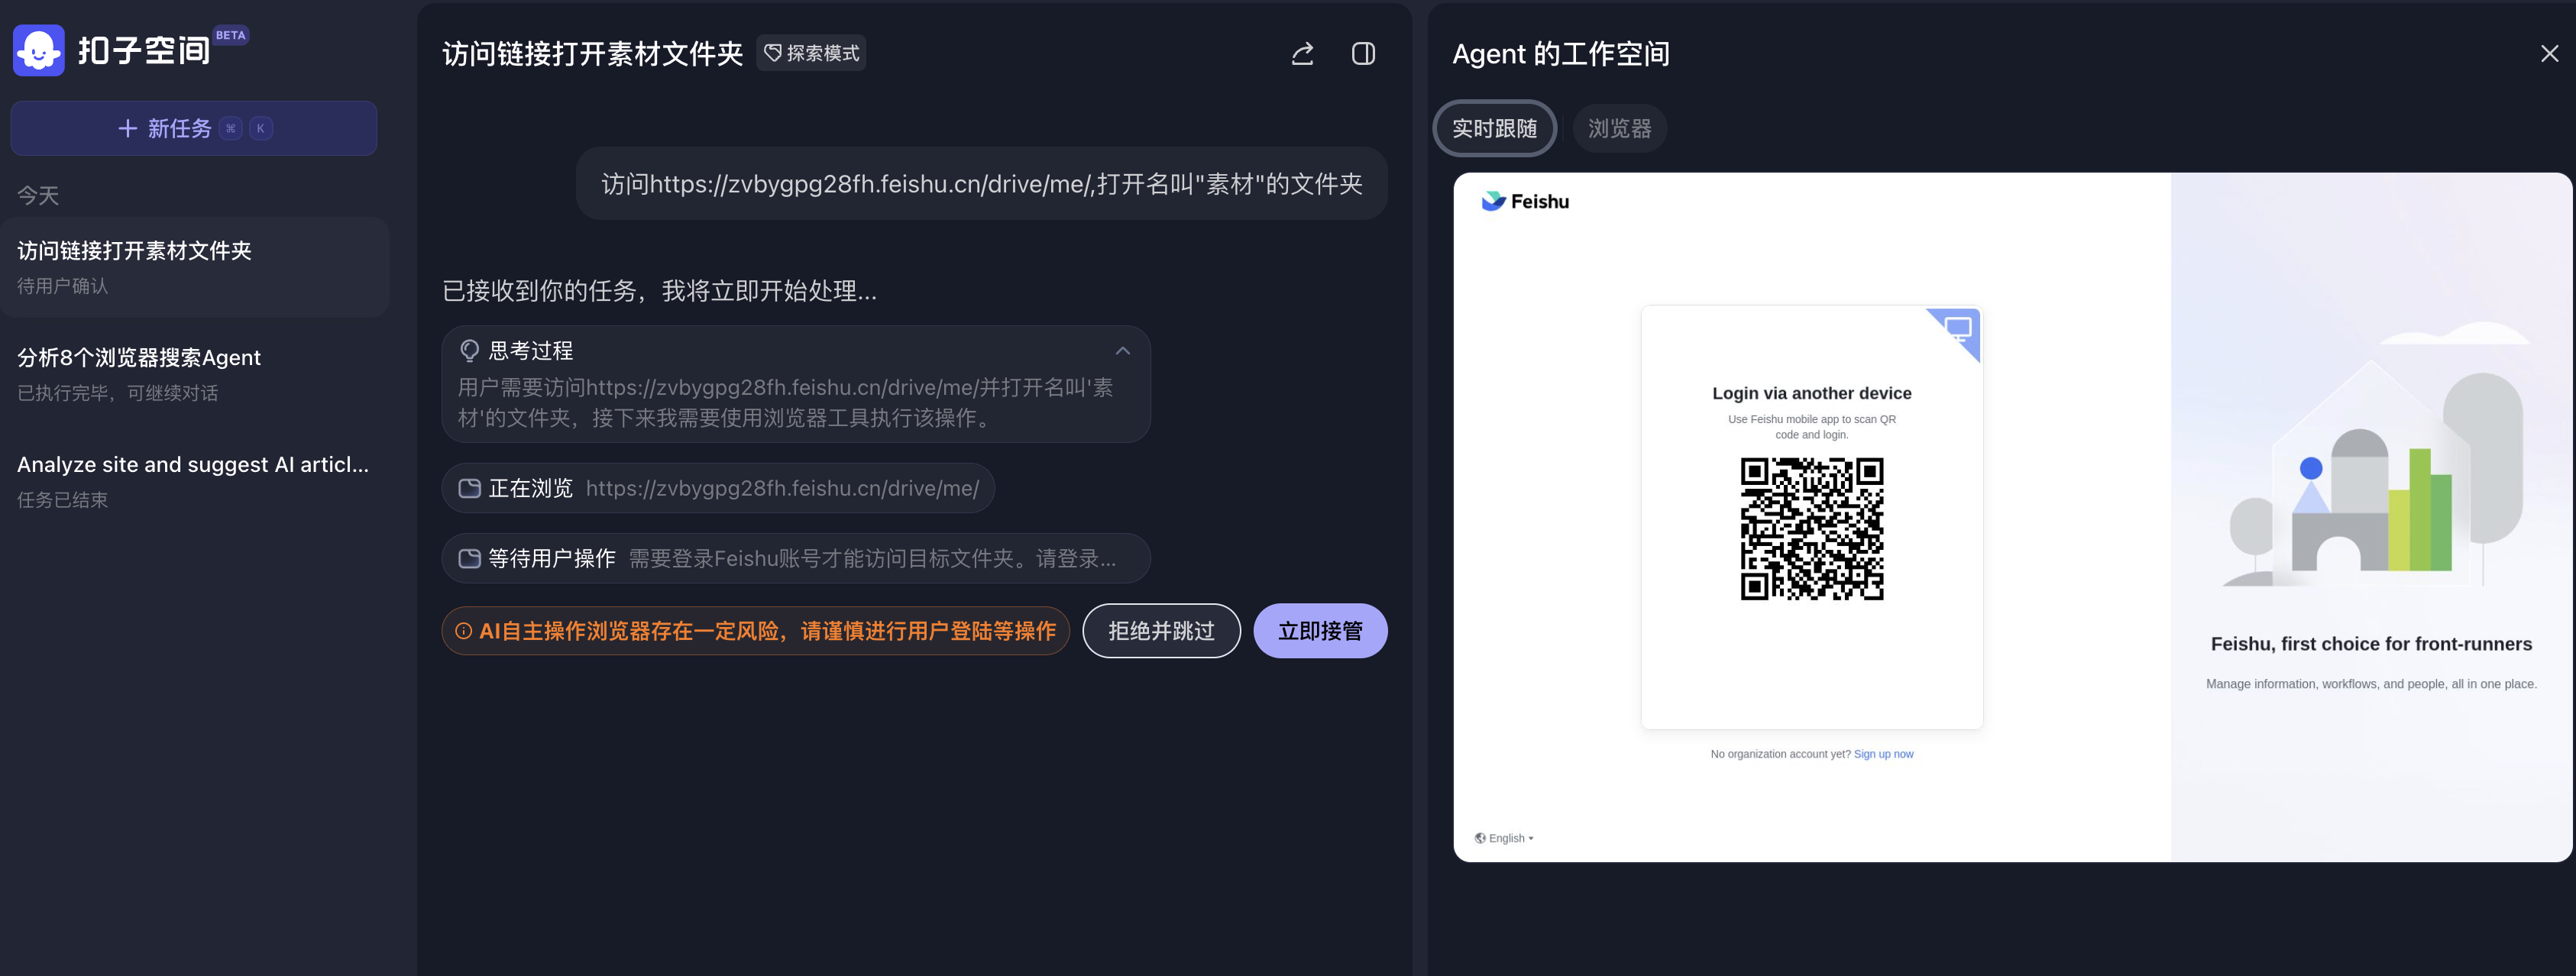 扣子空间 BETA
新任务 ⌘ K
今天
访问链接打开素材文件夹
待用户确认
分析8个浏览器搜索Agent
已执行完毕，可继续对话
Analyze site and suggest AI articl...
任务已结束
访问链接打开素材文件夹 探索模式
访问https://zvbygpg28fh.feishu.cn/drive/me/,打开名叫"素材"的文件夹
已接收到你的任务，我将立即开始处理...
思考过程
用户需要访问https://zvbygpg28fh.feishu.cn/drive/me/并打开名叫'素
材'的文件夹，接下来我需要使用浏览器工具执行该操作。
正在浏览 https://zvbygpg28fh.feishu.cn/drive/me/
等待用户操作 需要登录Feishu账号才能访问目标文件夹。请登录...
AI自主操作浏览器存在一定风险，请谨慎进行用户登陆等操作 拒绝并跳过 立即接管
Agent 的工作空间
实时跟随 浏览器
Feishu
Login via another device
Use Feishu mobile app to scan QR
code and login.
No organization account yet? Sign up now
English
Feishu, first choice for front-runners
Manage information, workflows, and people, all in one place.